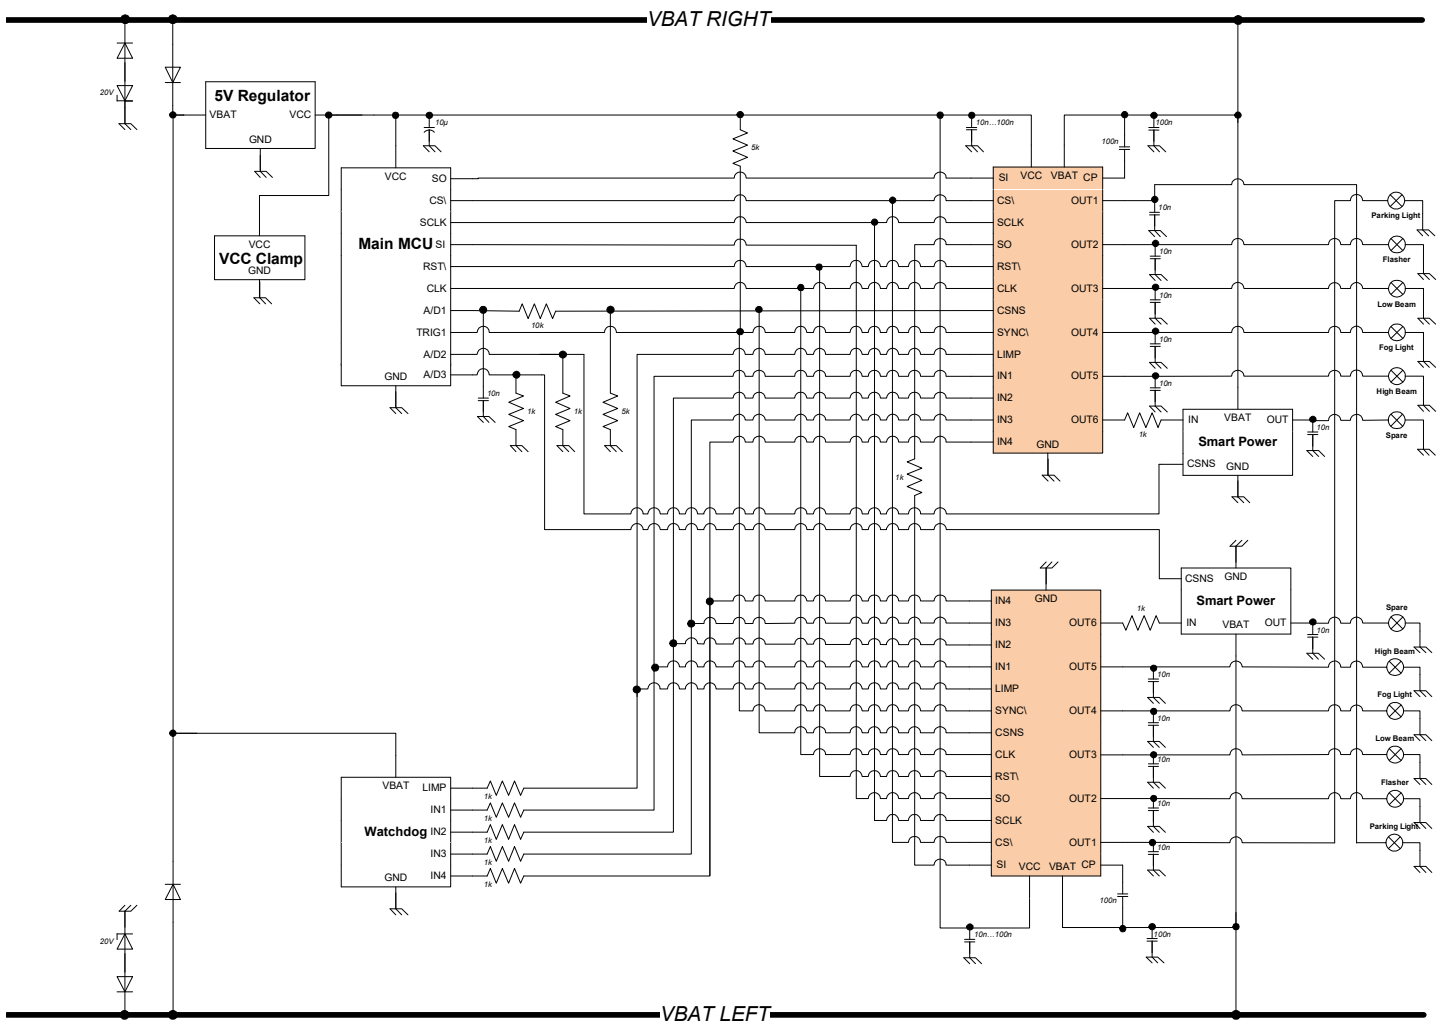 VBAT RIGHT
20V
5V Regulator
VBAT
VCC
GND
10µ
5k
10n...100n
100n
100n
VCC
SO
CS\
SCLK
Main MCU
SI
RST\
CLK
A/D1
TRIG1
A/D2
A/D3
GND
VCC
VCC Clamp
GND
10k
10n
1k
1k
5k
SI
VCC
VBAT
CP
CS\
OUT1
SCLK
SO
OUT2
RST\
CLK
OUT3
CSNS
SYNC\
OUT4
LIMP
IN1
OUT5
IN2
IN3
OUT6
IN4
GND
10n
10n
10n
10n
10n
1k
1k
IN
VBAT
OUT
Smart Power
CSNS
GND
10n
Parking Light
Flasher
Low Beam
Fog Light
High Beam
Spare
CSNS
GND
Smart Power
IN
VBAT
OUT
1k
10n
IN4
GND
IN3
OUT6
IN2
IN1
OUT5
LIMP
SYNC\
OUT4
CSNS
CLK
OUT3
RST\
SO
OUT2
SCLK
CS\
OUT1
SI
VCC
VBAT
CP
10n
10n
10n
10n
10n
Spare
High Beam
Fog Light
Low Beam
Flasher
Parking Light
VBAT
LIMP
IN1
Watchdog
IN2
IN3
GND
IN4
1k
1k
1k
1k
1k
100n
10n...100n
100n
20V
VBAT LEFT